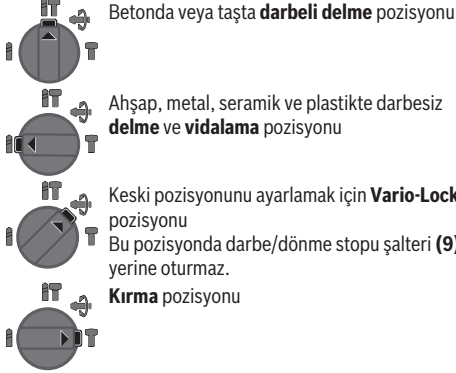 Betonda veya taşta darbeli delme pozisyonu
Ahşap, metal, seramik ve plastikte darbesiz
delme ve vidalama pozisyonu
Keski pozisyonunu ayarlamak için Vario-Lock
pozisyonu
Bu pozisyonda darbe/dönme stopu şalteri (9)
yerine oturmaz.
Kırma pozisyonu